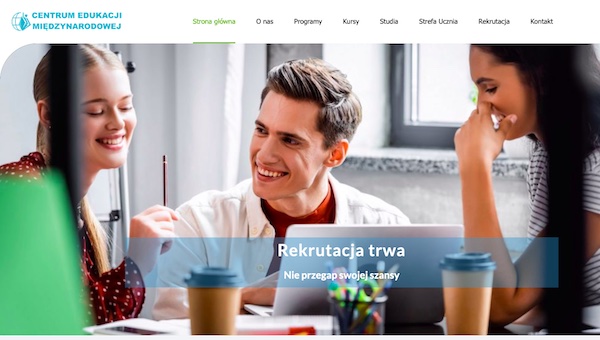 CENTRUM EDUKACJI
MIĘDZYNARODOWEJ
Strona główna O nas Programy Kursy Studia Strefa Ucznia Rekrutacja Kontakt
Rekrutacja trwa
Nie przegap swojej szansy